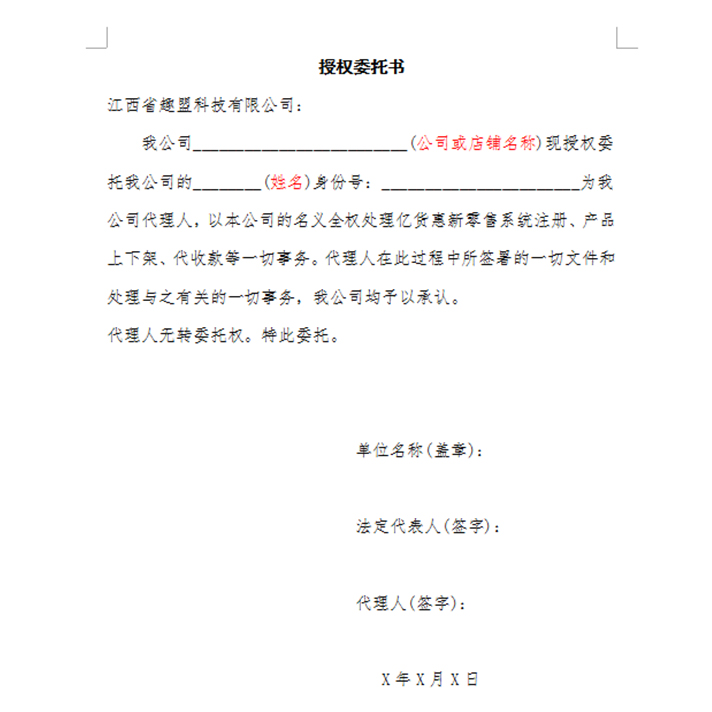 授权委托书
江西省趣盟科技有限公司：
我公司_________________________(公司或店铺名称)现授权委
托我公司的________(姓名)身份号：_______________________为我
公司代理人，以本公司的名义全权处理亿货惠新零售系统注册、产品
上下架、代收款等一切事务。代理人在此过程中所签署的一切文件和
处理与之有关的一切事务，我公司均予以承认。
代理人无转委托权。特此委托。
单位名称(盖章)：
法定代表人(签字)：
代理人(签字)：
X 年 X 月 X 日